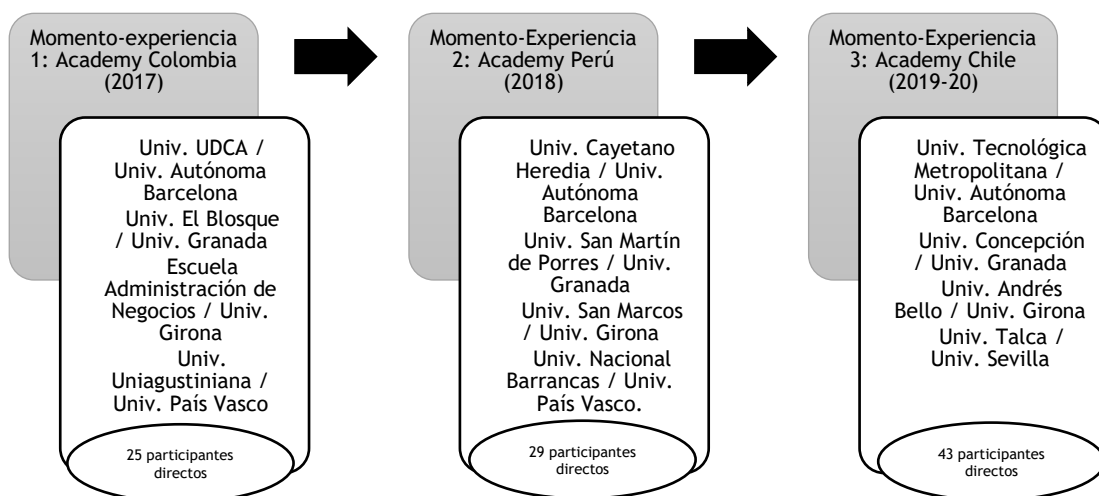 Momento-experiencia
1: Academy Colombia
(2017)
Univ. UDCA /
Univ. Autónoma
Barcelona
Univ. El Blosque
/ Univ. Granada
Escuela
Administración de
Negocios / Univ.
Girona
Univ.
Uniagustiniana /
Univ. País Vasco
25 participantes
directos
Momento-Experiencia
2: Academy Perú
(2018)
Univ. Cayetano
Heredia / Univ.
Autónoma
Barcelona
Univ. San Martín
de Porres / Univ.
Granada
Univ. San Marcos
/ Univ. Girona
Univ. Nacional
Barrancas / Univ.
País Vasco.
29 participantes
directos
Momento-Experiencia
3: Academy Chile
(2019-20)
Univ. Tecnológica
Metropolitana /
Univ. Autónoma
Barcelona
Univ. Concepción
/ Univ. Granada
Univ. Andrés
Bello / Univ. Girona
Univ. Talca /
Univ. Sevilla
43 participantes
directos